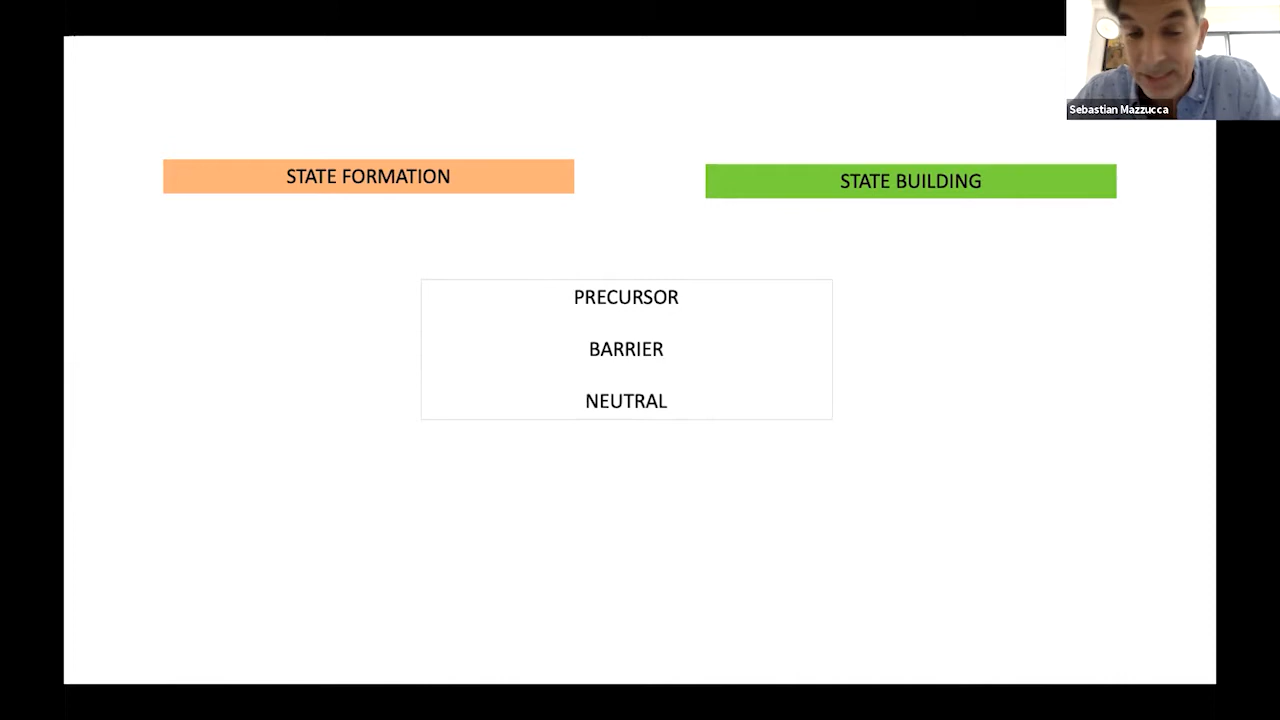 Sebastian Mazzucca
STATE FORMATION
STATE BUILDING
PRECURSOR
BARRIER
NEUTRAL